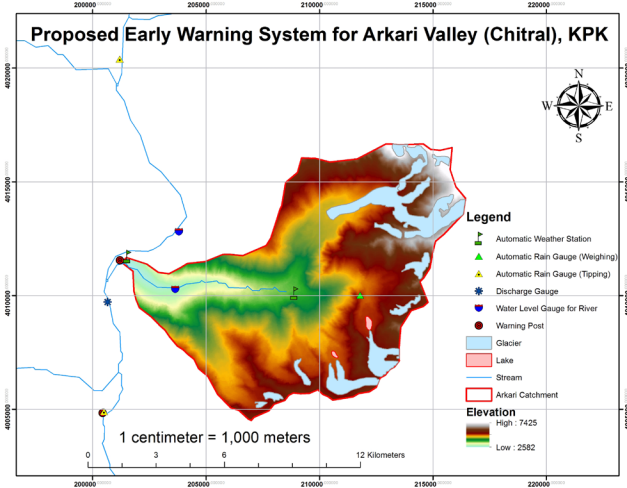 200000 205000 210000 215000 220000
Proposed Early Warning System for Arkari Valley (Chitral), KPK
4020000
N
W E
S
4015000
Legend
Automatic Weather Station
Automatic Rain Gauge (Weighing)
Automatic Rain Gauge (Tipping)
4010000
Discharge Gauge
Water Level Gauge for River
Warning Post
Glacier
Lake
Stream
Arkari Catchment
Elevation
High : 7425
Low : 2582
1 centimeter = 1,000 meters
0 3 6 12 Kilometers
200000 205000 210000 215000 220000